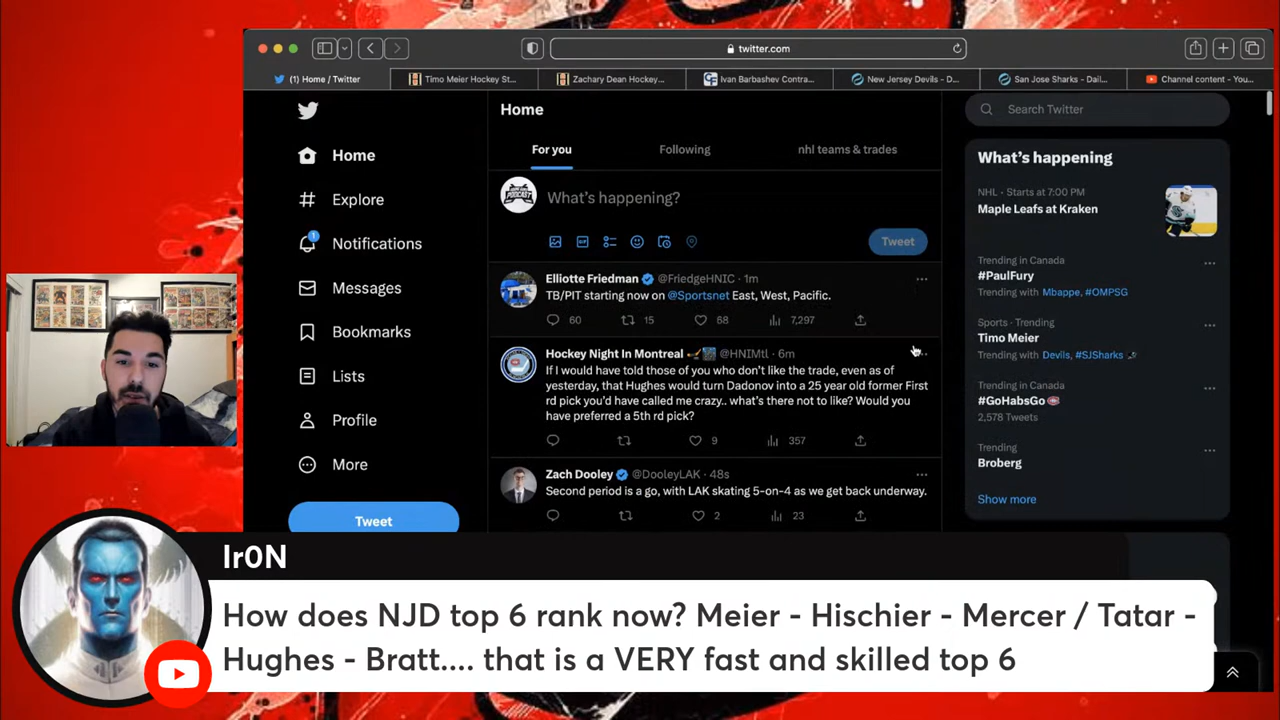 twitter.com
(1) Home / Twitter
Timo Meier Hockey St...
Zachary Dean Hockey...
Ivan Barbashev Contra...
New Jersey Devils - D...
San Jose Sharks - Dail...
Channel content - You...
Home
Explore
Notifications
1
Messages
Bookmarks
Lists
Profile
More
Tweet
Home
For you
Following
nhl teams & trades
What's happening?
Tweet
Elliotte Friedman @FriedgeHNIC · 1m
TB/PIT starting now on @Sportsnet East, West, Pacific.
60 15 68 7,297
Hockey Night In Montreal @HNIMtl · 6m
If I would have told those of you who don't like the trade, even as of
yesterday, that Hughes would turn Dadonov into a 25 year old former First
rd pick you'd have called me crazy.. what's there not to like? Would you
have preferred a 5th rd pick?
9 357
Zach Dooley @DooleyLAK · 48s
Second period is a go, with LAK skating 5-on-4 as we get back underway.
2 23
Search Twitter
What's happening
NHL · Starts at 7:00 PM
Maple Leafs at Kraken
Trending in Canada
#PaulFury
Trending with Mbappe, #OMPSG
Sports · Trending
Timo Meier
Trending with Devils, #SJSharks
Trending in Canada
#GoHabsGo
2,578 Tweets
Trending
Broberg
Show more
Ir0N
How does NJD top 6 rank now? Meier - Hischier - Mercer / Tatar -
Hughes - Bratt.... that is a VERY fast and skilled top 6